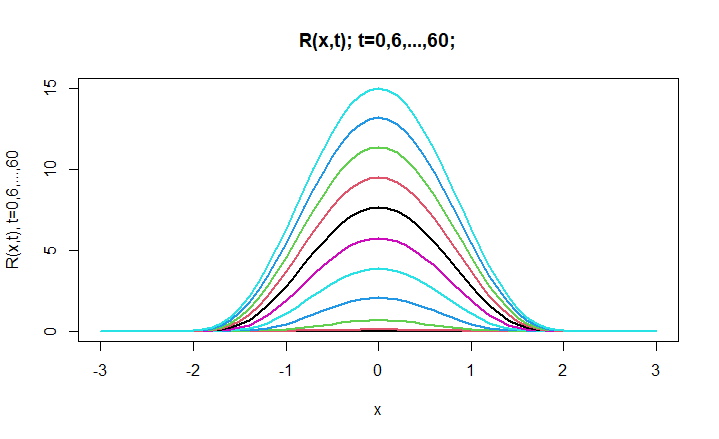 R(x,t); t=0,6,...,60;
R(x,t), t=0,6,...,60
15
10
5
0
-3 -2 -1 0 1 2 3
x